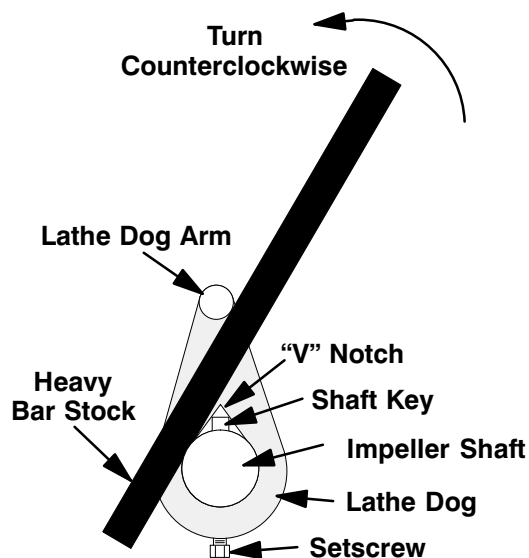 Turn
Counterclockwise
Lathe Dog Arm
“V” Notch
Heavy
Bar Stock
Shaft Key
Impeller Shaft
Lathe Dog
Setscrew